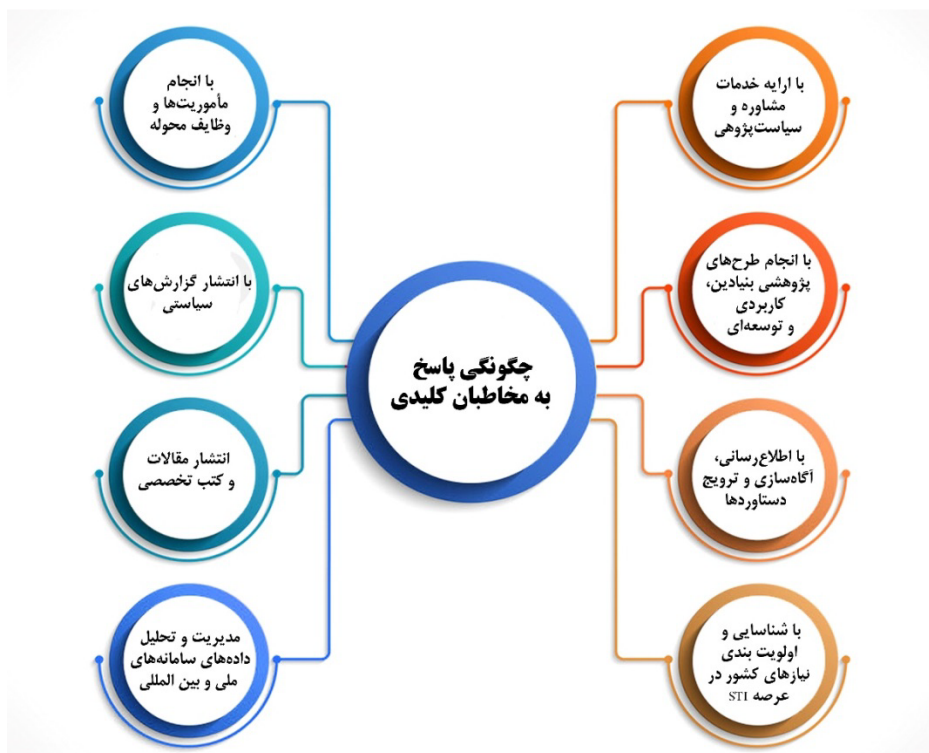 چگونگی پاسخ
به مخاطبان کلیدی
با ارایه خدمات
مشاوره و
سیاست‌پژوهی
با انجام طرح‌های
پژوهشی بنیادین،
کاربردی
و توسعه‌ای
با اطلاع‌رسانی،
آگاه‌سازی و ترویج
دستاوردها
با شناسایی و
اولویت بندی
نیازهای کشور در
عرصه STI
با انجام
مأموریت‌ها و
وظایف محوله
با انتشار گزارش‌های
سیاستی
انتشار مقالات
و کتب تخصصی
مدیریت و تحلیل
داده‌های سامانه‌های
ملی و بین المللی